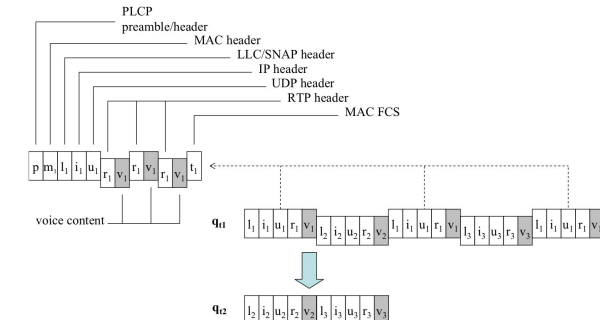 PLCP
preamble/header
MAC header
LLC/SNAP header
IP header
UDP header
RTP header
MAC FCS
p m₁ l₁ i₁ u₁ r₁ v₁ r₁ v₁ r₁ v₁ t₁
voice content
q_t1 l₁ i₁ u₁ r₁ v₁ l₂ i₂ u₂ r₂ v₂ l₁ i₁ u₁ r₁ v₁ l₃ i₃ u₃ r₃ v₃ l₁ i₁ u₁ r₁ v₁
q_t2 l₂ i₂ u₂ r₂ v₂ l₃ i₃ u₃ r₃ v₃